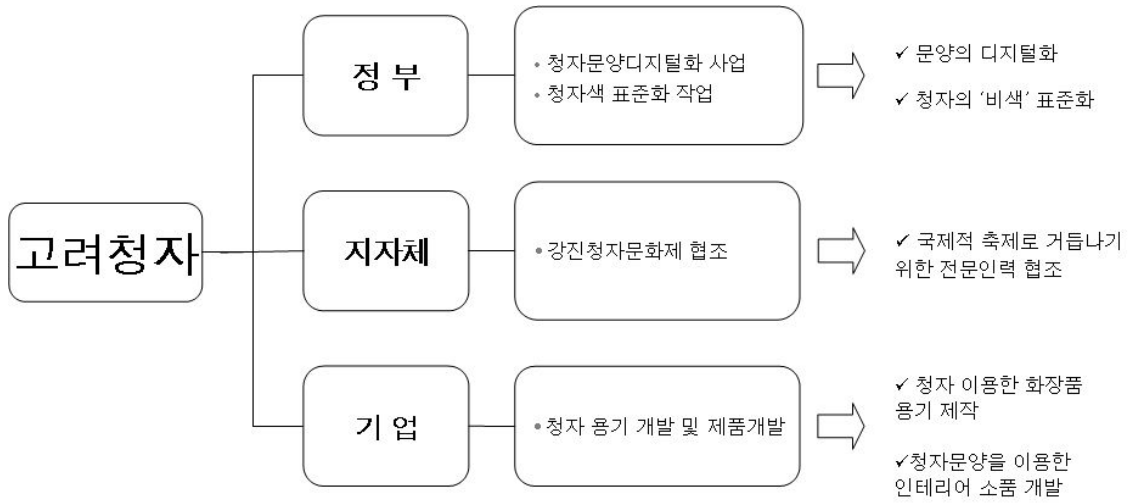 고려청자
정 부
• 청자문양디지털화 사업
• 청자색 표준화 작업
✓ 문양의 디지털화
✓ 청자의 ‘비색’ 표준화
지자체
• 강진청자문화제 협조
✓ 국제적 축제로 거듭나기
위한 전문인력 협조
기 업
• 청자 용기 개발 및 제품개발
✓ 청자 이용한 화장품
용기 제작
✓청자문양을 이용한
인테리어 소품 개발